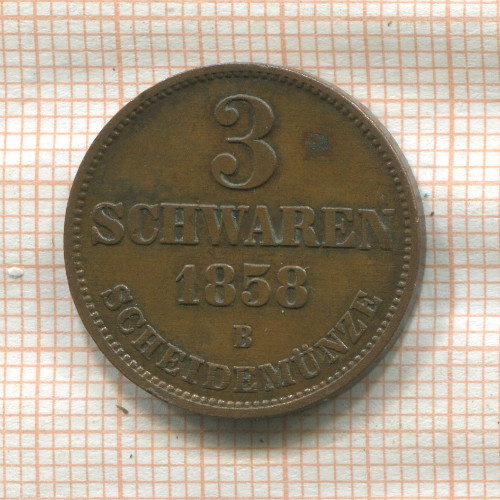 3
SCHWAREN
1858
B
SCHEIDEMÜNZE